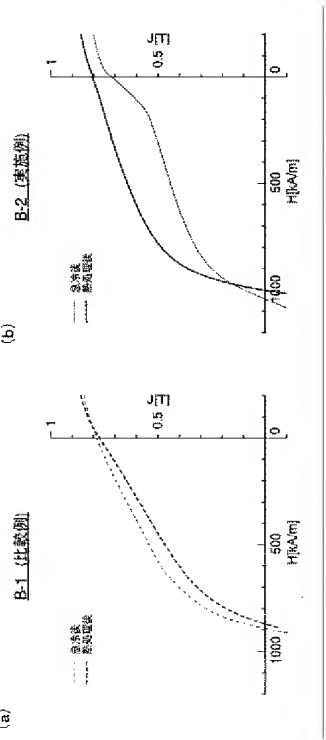 (a)
B-1 (比較例)
急冷後
熱処理後
1
0.5
J[T]
1000
500
0
H[kA/m]
(b)
B-2 (実施例)
急冷後
熱処理後
1
0.5
J[T]
1000
500
0
H[kA/m]